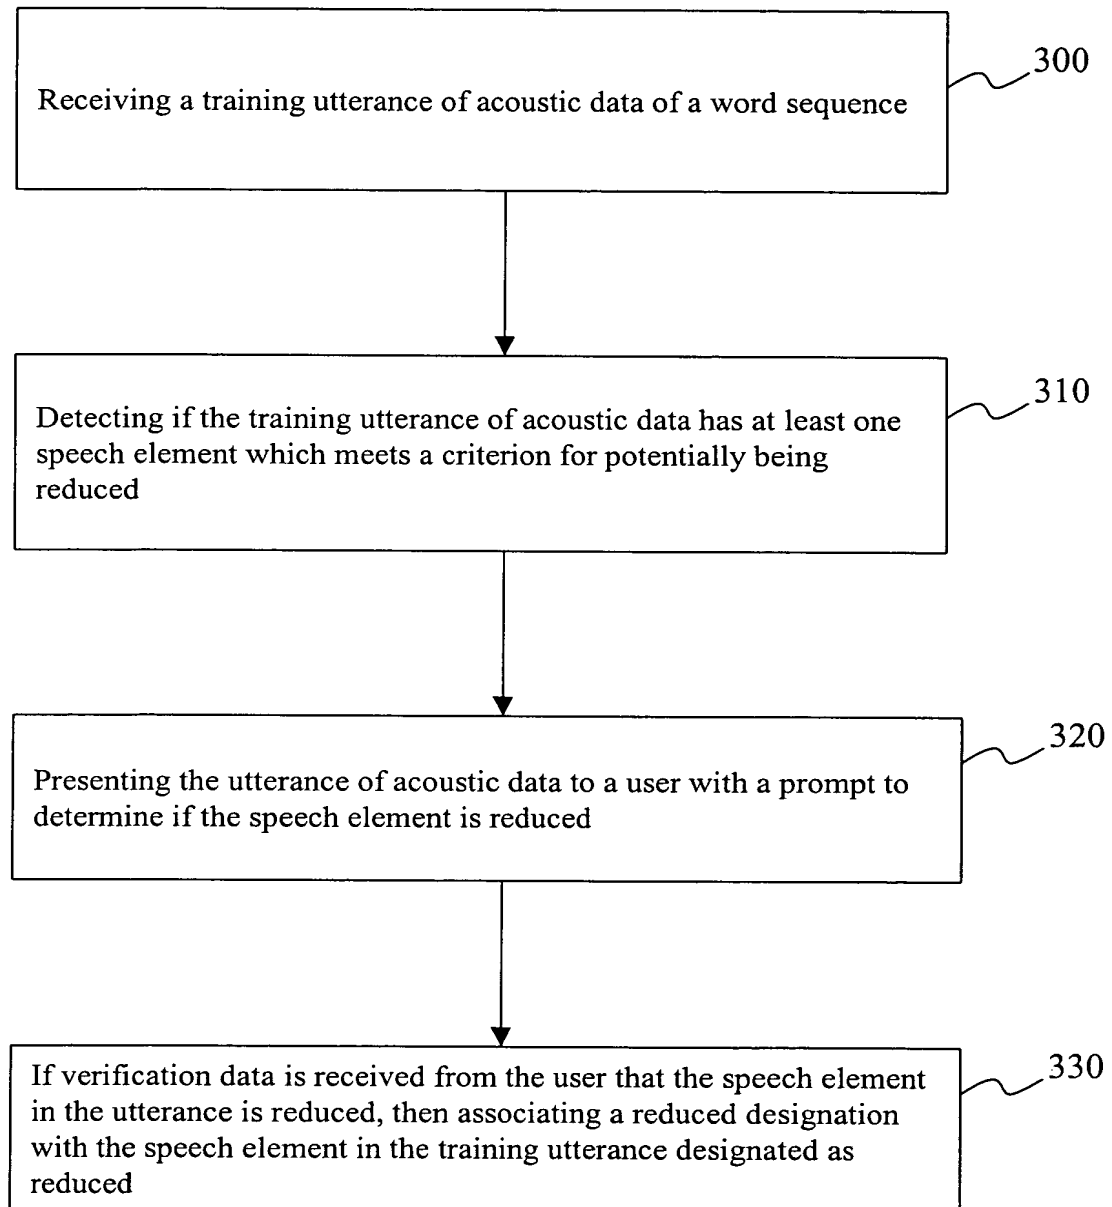 300
Receiving a training utterance of acoustic data of a word sequence
310
Detecting if the training utterance of acoustic data has at least one
speech element which meets a criterion for potentially being
reduced
320
Presenting the utterance of acoustic data to a user with a prompt to
determine if the speech element is reduced
330
If verification data is received from the user that the speech element
in the utterance is reduced, then associating a reduced designation
with the speech element in the training utterance designated as
reduced